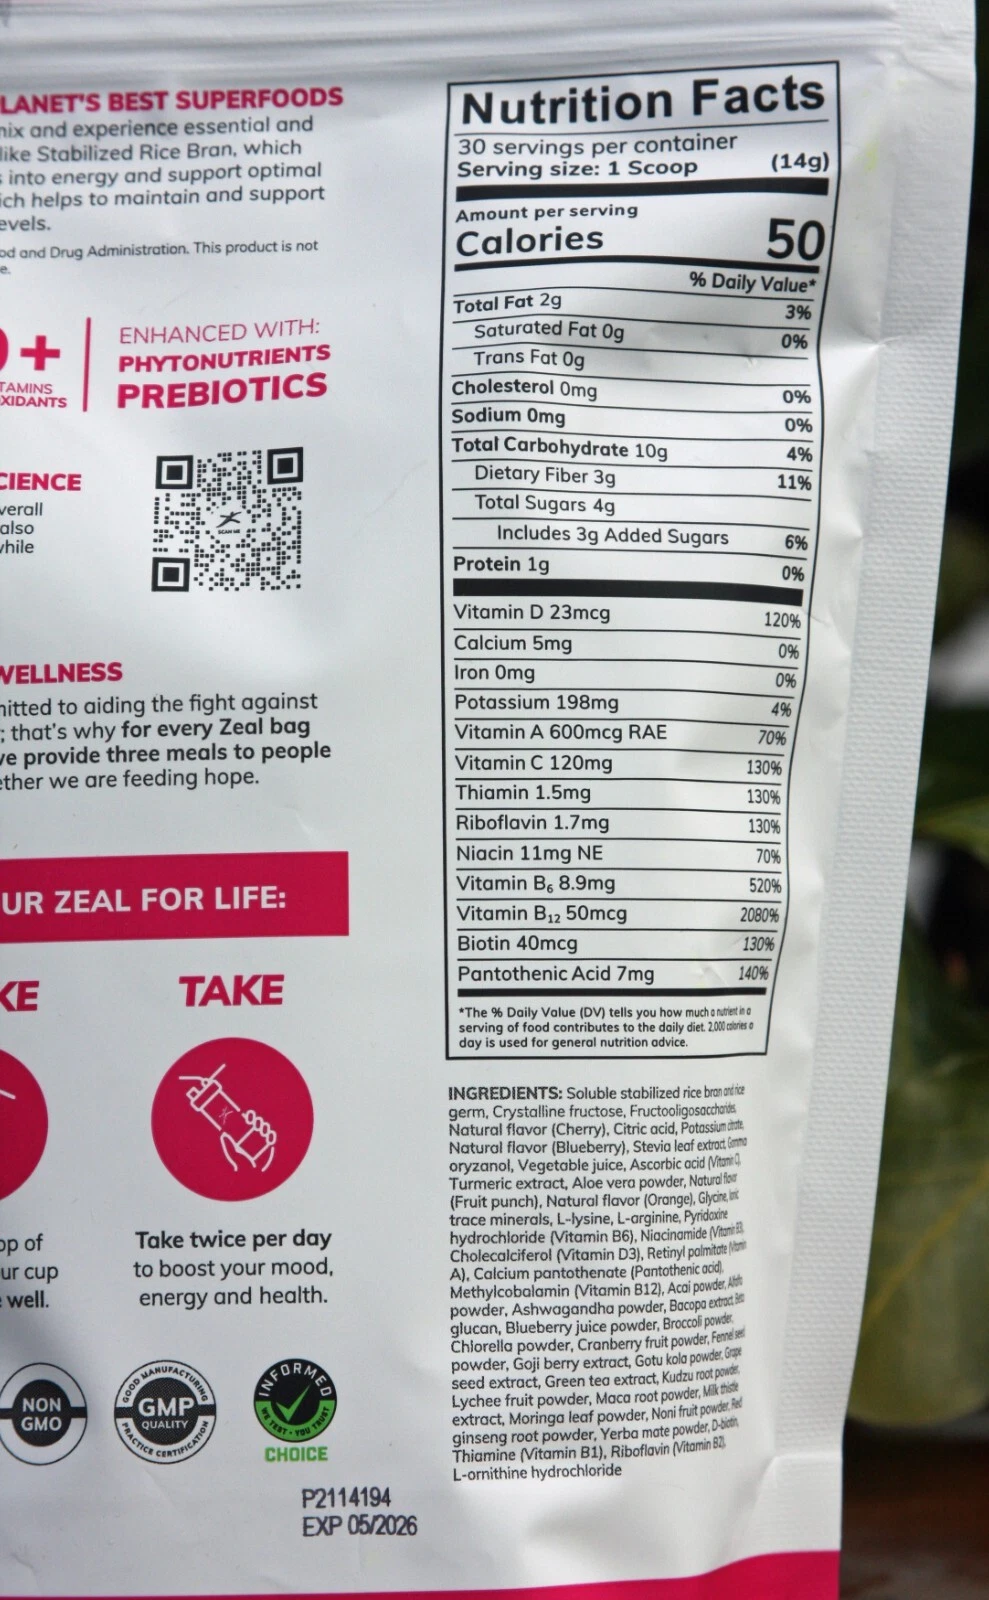 LANET'S BEST SUPERFOODS
mix and experience essential and
like Stabilized Rice Bran, which
s into energy and support optimal
ich helps to maintain and support
evels.
od and Drug Administration. This product is not
e.
0+
TAMINS
XIDANTS
ENHANCED WITH:
PHYTONUTRIENTS
PREBIOTICS
CIENCE
verall
also
while
SCAN ME
WELLNESS
mitted to aiding the fight against
; that's why for every Zeal bag
we provide three meals to people
ether we are feeding hope.
UR ZEAL FOR LIFE:
KE
TAKE
op of
ur cup
e well.
Take twice per day
to boost your mood,
energy and health.
NON
GMO
GOOD MANUFACTURING
GMP
QUALITY
PRACTICE CERTIFICATION
INFORMED
WE TEST - YOU TRUST
CHOICE
P2114194
EXP 05/2026
Nutrition Facts
30 servings per container
Serving size: 1 Scoop (14g)
Amount per serving
Calories 50
% Daily Value*
Total Fat 2g 3%
Saturated Fat 0g 0%
Trans Fat 0g
Cholesterol 0mg 0%
Sodium 0mg 0%
Total Carbohydrate 10g 4%
Dietary Fiber 3g 11%
Total Sugars 4g
Includes 3g Added Sugars 6%
Protein 1g 0%
Vitamin D 23mcg 120%
Calcium 5mg 0%
Iron 0mg 0%
Potassium 198mg 4%
Vitamin A 600mcg RAE 70%
Vitamin C 120mg 130%
Thiamin 1.5mg 130%
Riboflavin 1.7mg 130%
Niacin 11mg NE 70%
Vitamin B₆ 8.9mg 520%
Vitamin B₁₂ 50mcg 2080%
Biotin 40mcg 130%
Pantothenic Acid 7mg 140%
*The % Daily Value (DV) tells you how much a nutrient in a
serving of food contributes to the daily diet. 2,000 calories a
day is used for general nutrition advice.
INGREDIENTS: Soluble stabilized rice bran and rice
germ, Crystalline fructose, Fructooligosaccharides,
Natural flavor (Cherry), Citric acid, Potassium citrate,
Natural flavor (Blueberry), Stevia leaf extract, Gamma
oryzanol, Vegetable juice, Ascorbic acid (Vitamin C),
Turmeric extract, Aloe vera powder, Natural flavor
(Fruit punch), Natural flavor (Orange), Glycine, Ionic
trace minerals, L-lysine, L-arginine, Pyridoxine
hydrochloride (Vitamin B6), Niacinamide (Vitamin B3),
Cholecalciferol (Vitamin D3), Retinyl palmitate (Vitamin
A), Calcium pantothenate (Pantothenic acid),
Methylcobalamin (Vitamin B12), Acai powder, Alfalfa
powder, Ashwagandha powder, Bacopa extract, Beta
glucan, Blueberry juice powder, Broccoli powder,
Chlorella powder, Cranberry fruit powder, Fennel seed
powder, Goji berry extract, Gotu kola powder, Grape
seed extract, Green tea extract, Kudzu root powder,
Lychee fruit powder, Maca root powder, Milk thistle
extract, Moringa leaf powder, Noni fruit powder, Red
ginseng root powder, Yerba mate powder, D-biotin,
Thiamine (Vitamin B1), Riboflavin (Vitamin B2),
L-ornithine hydrochloride